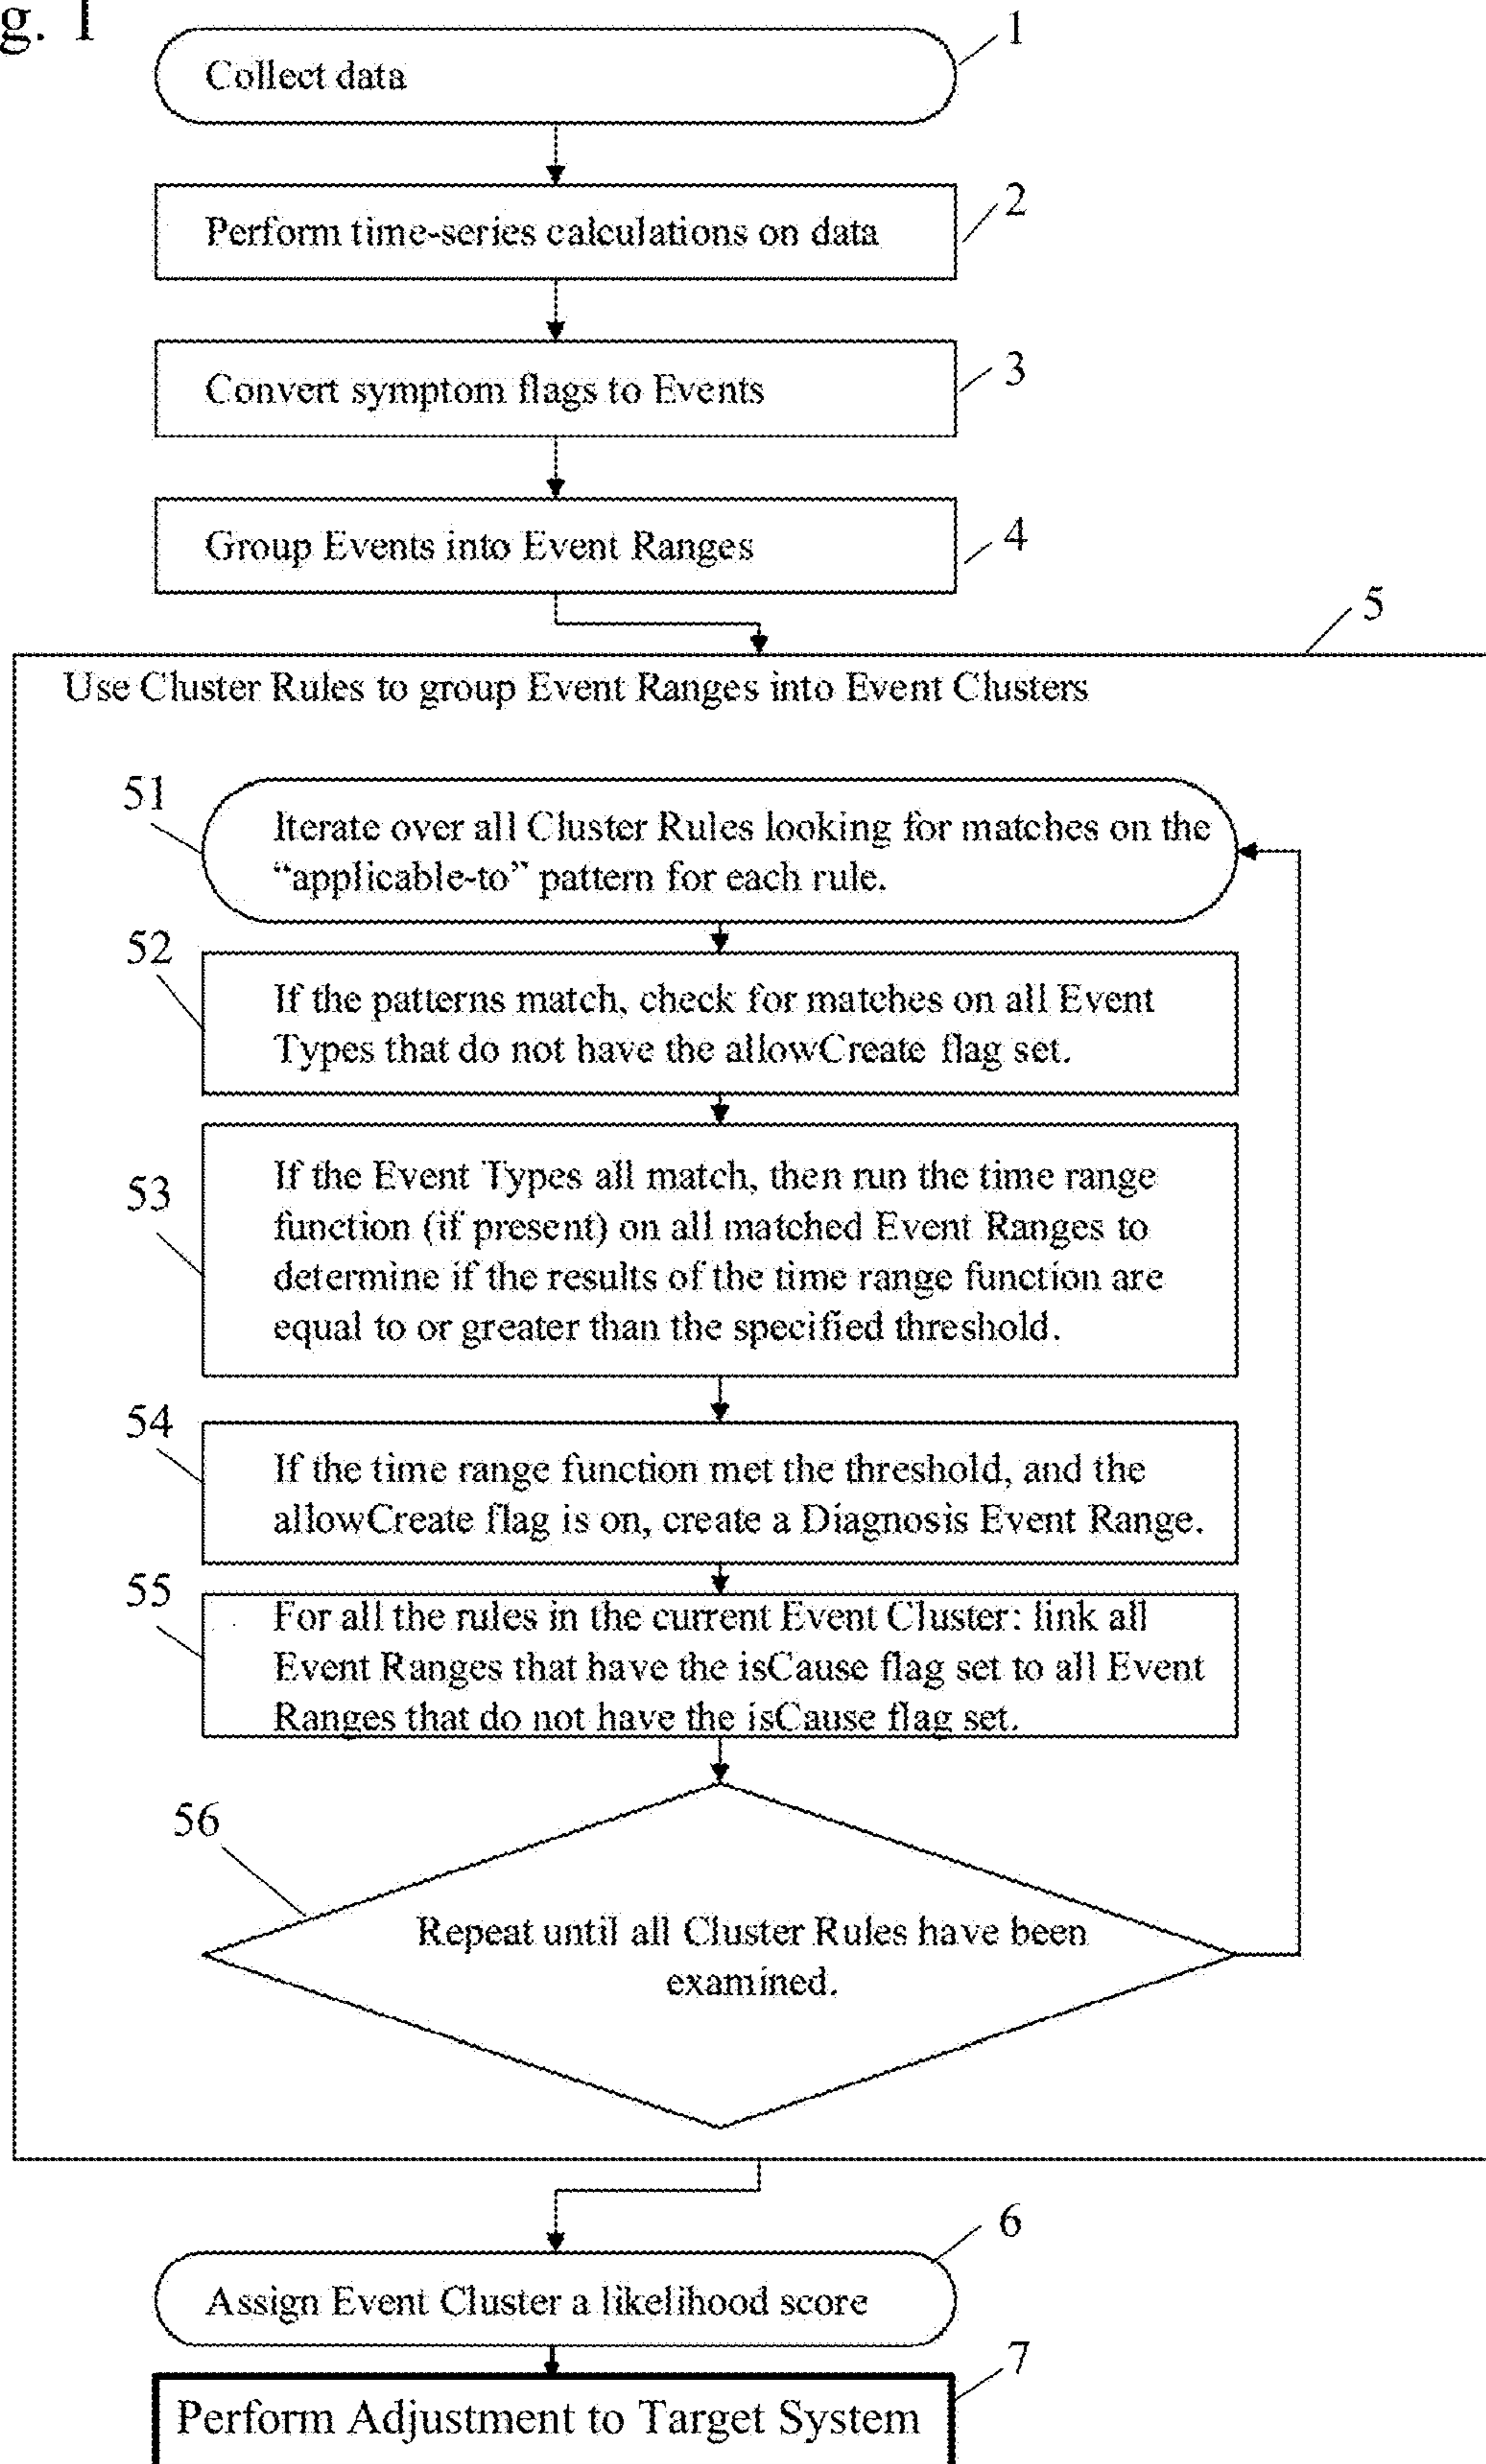 g. 1
1
Collect data
2
Perform time-series calculations on data
3
Convert symptom flags to Events
4
Group Events into Event Ranges
5
Use Cluster Rules to group Event Ranges into Event Clusters
51
Iterate over all Cluster Rules looking for matches on the
“applicable-to” pattern for each rule.
52
If the patterns match, check for matches on all Event
Types that do not have the allowCreate flag set.
53
If the Event Types all match, then run the time range
function (if present) on all matched Event Ranges to
determine if the results of the time range function are
equal to or greater than the specified threshold.
54
If the time range function met the threshold, and the
allowCreate flag is on, create a Diagnosis Event Range.
55
For all the rules in the current Event Cluster: link all
Event Ranges that have the isCause flag set to all Event
Ranges that do not have the isCause flag set.
56
Repeat until all Cluster Rules have been
examined.
6
Assign Event Cluster a likelihood score
7
Perform Adjustment to Target System